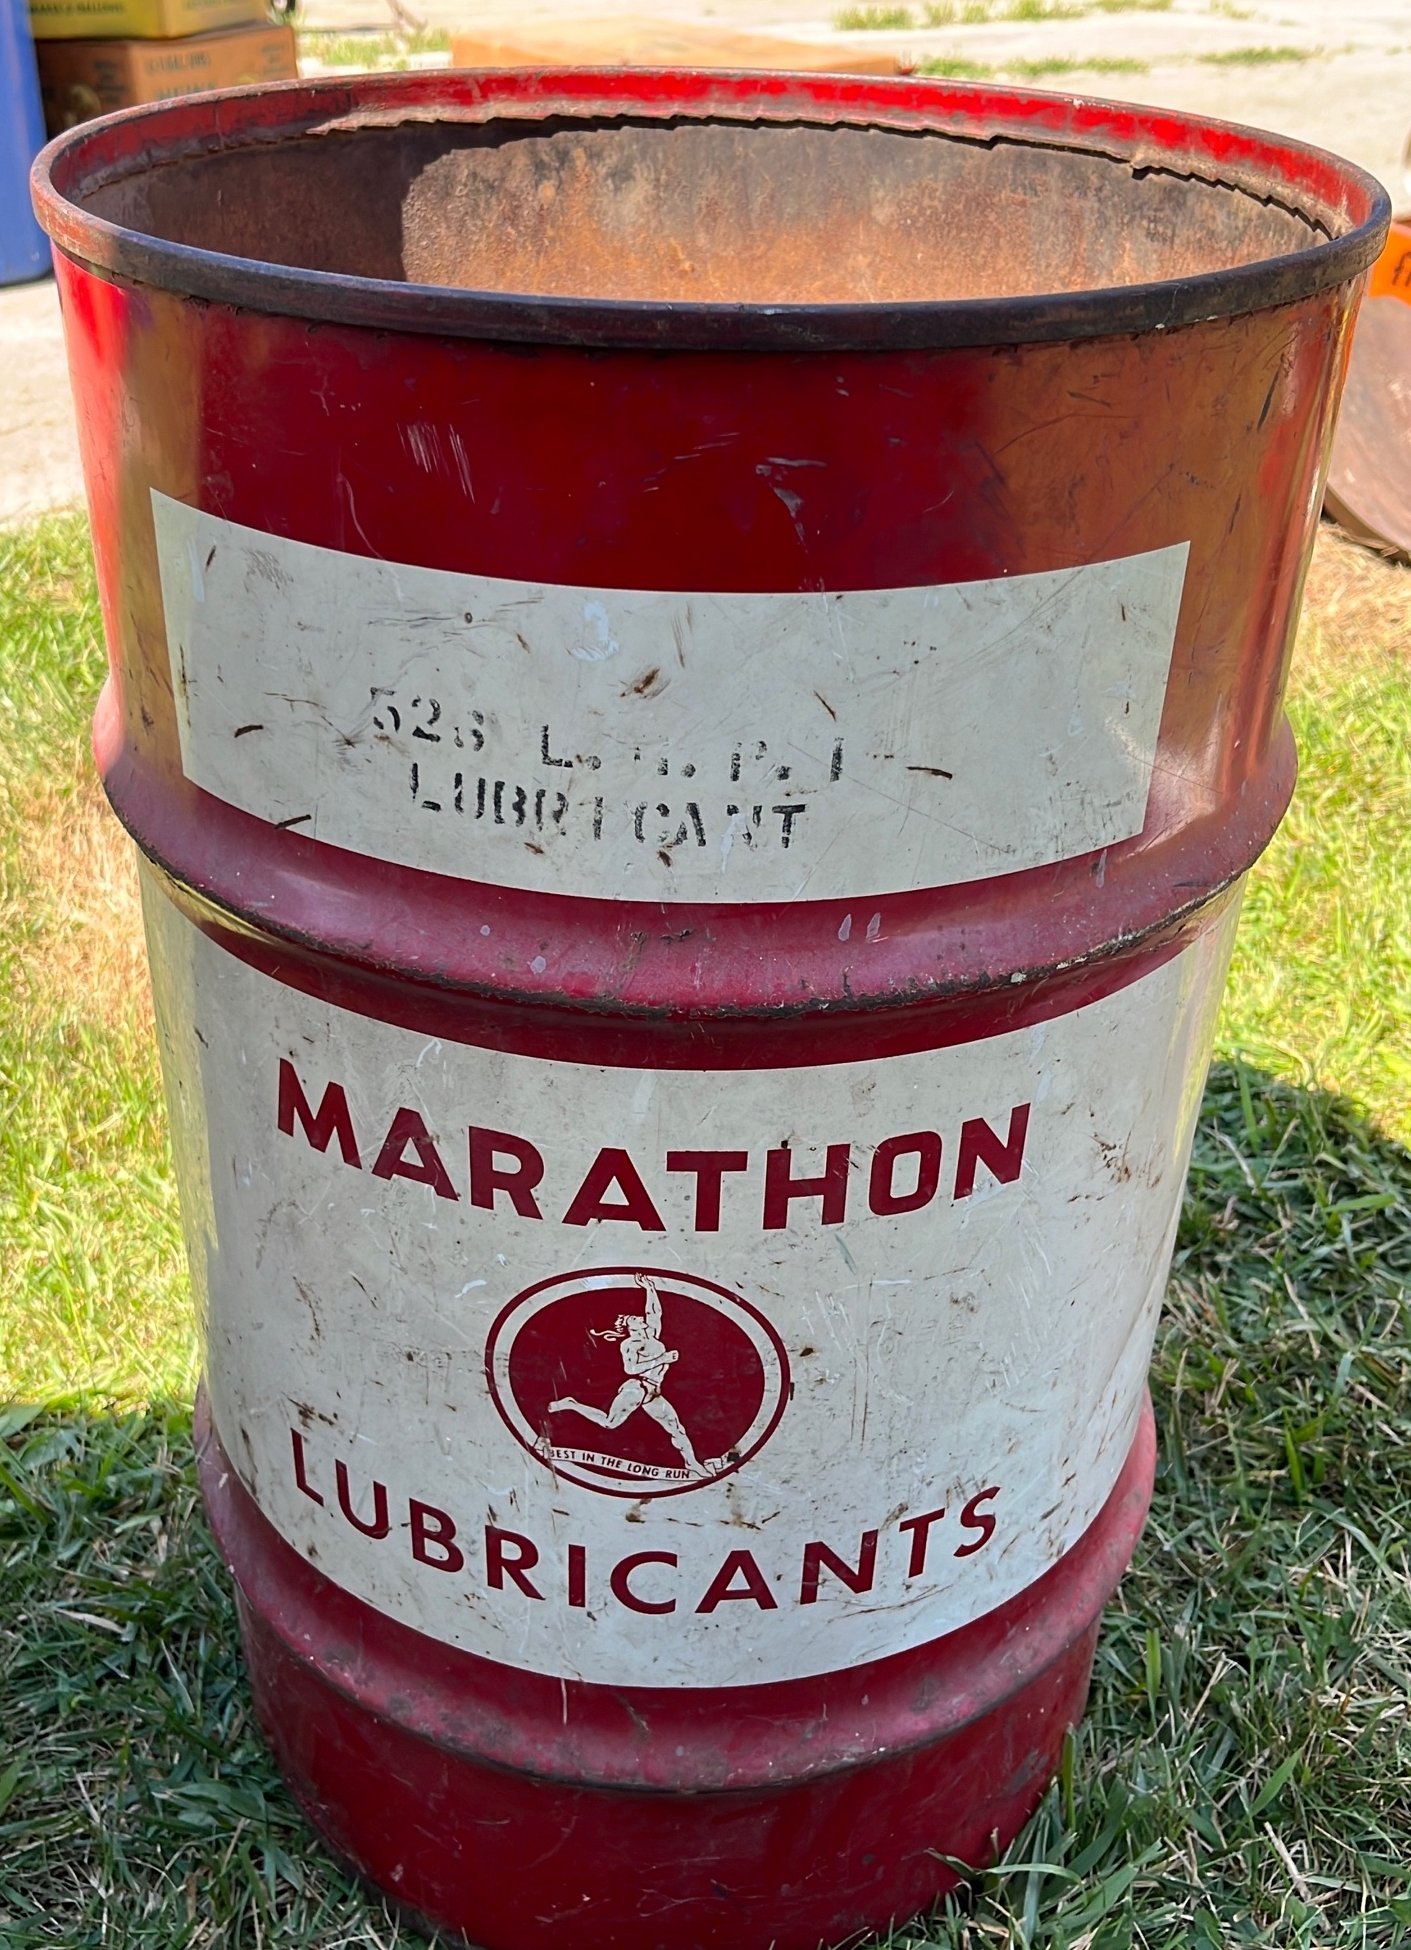 LUBRICANT
MARATHON
BEST IN THE LONG RUN
LUBRICANTS